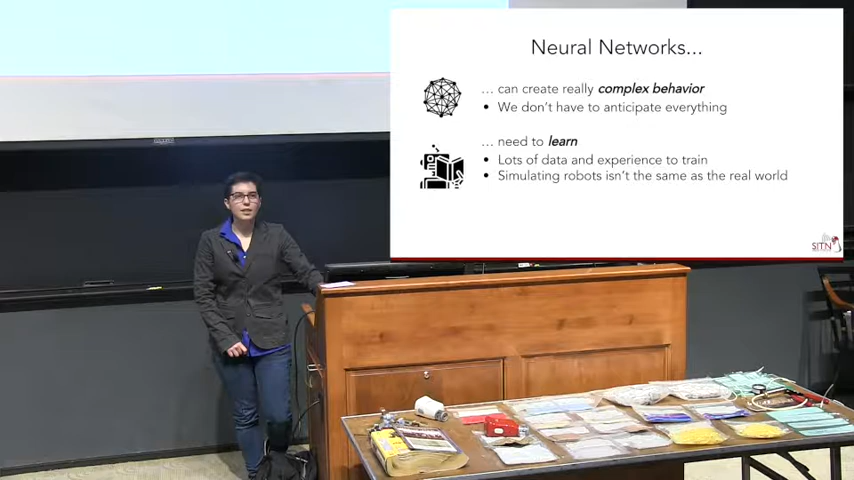 Neural Networks...
... can create really complex behavior
• We don't have to anticipate everything
... need to learn
• Lots of data and experience to train
• Simulating robots isn't the same as the real world
SITN